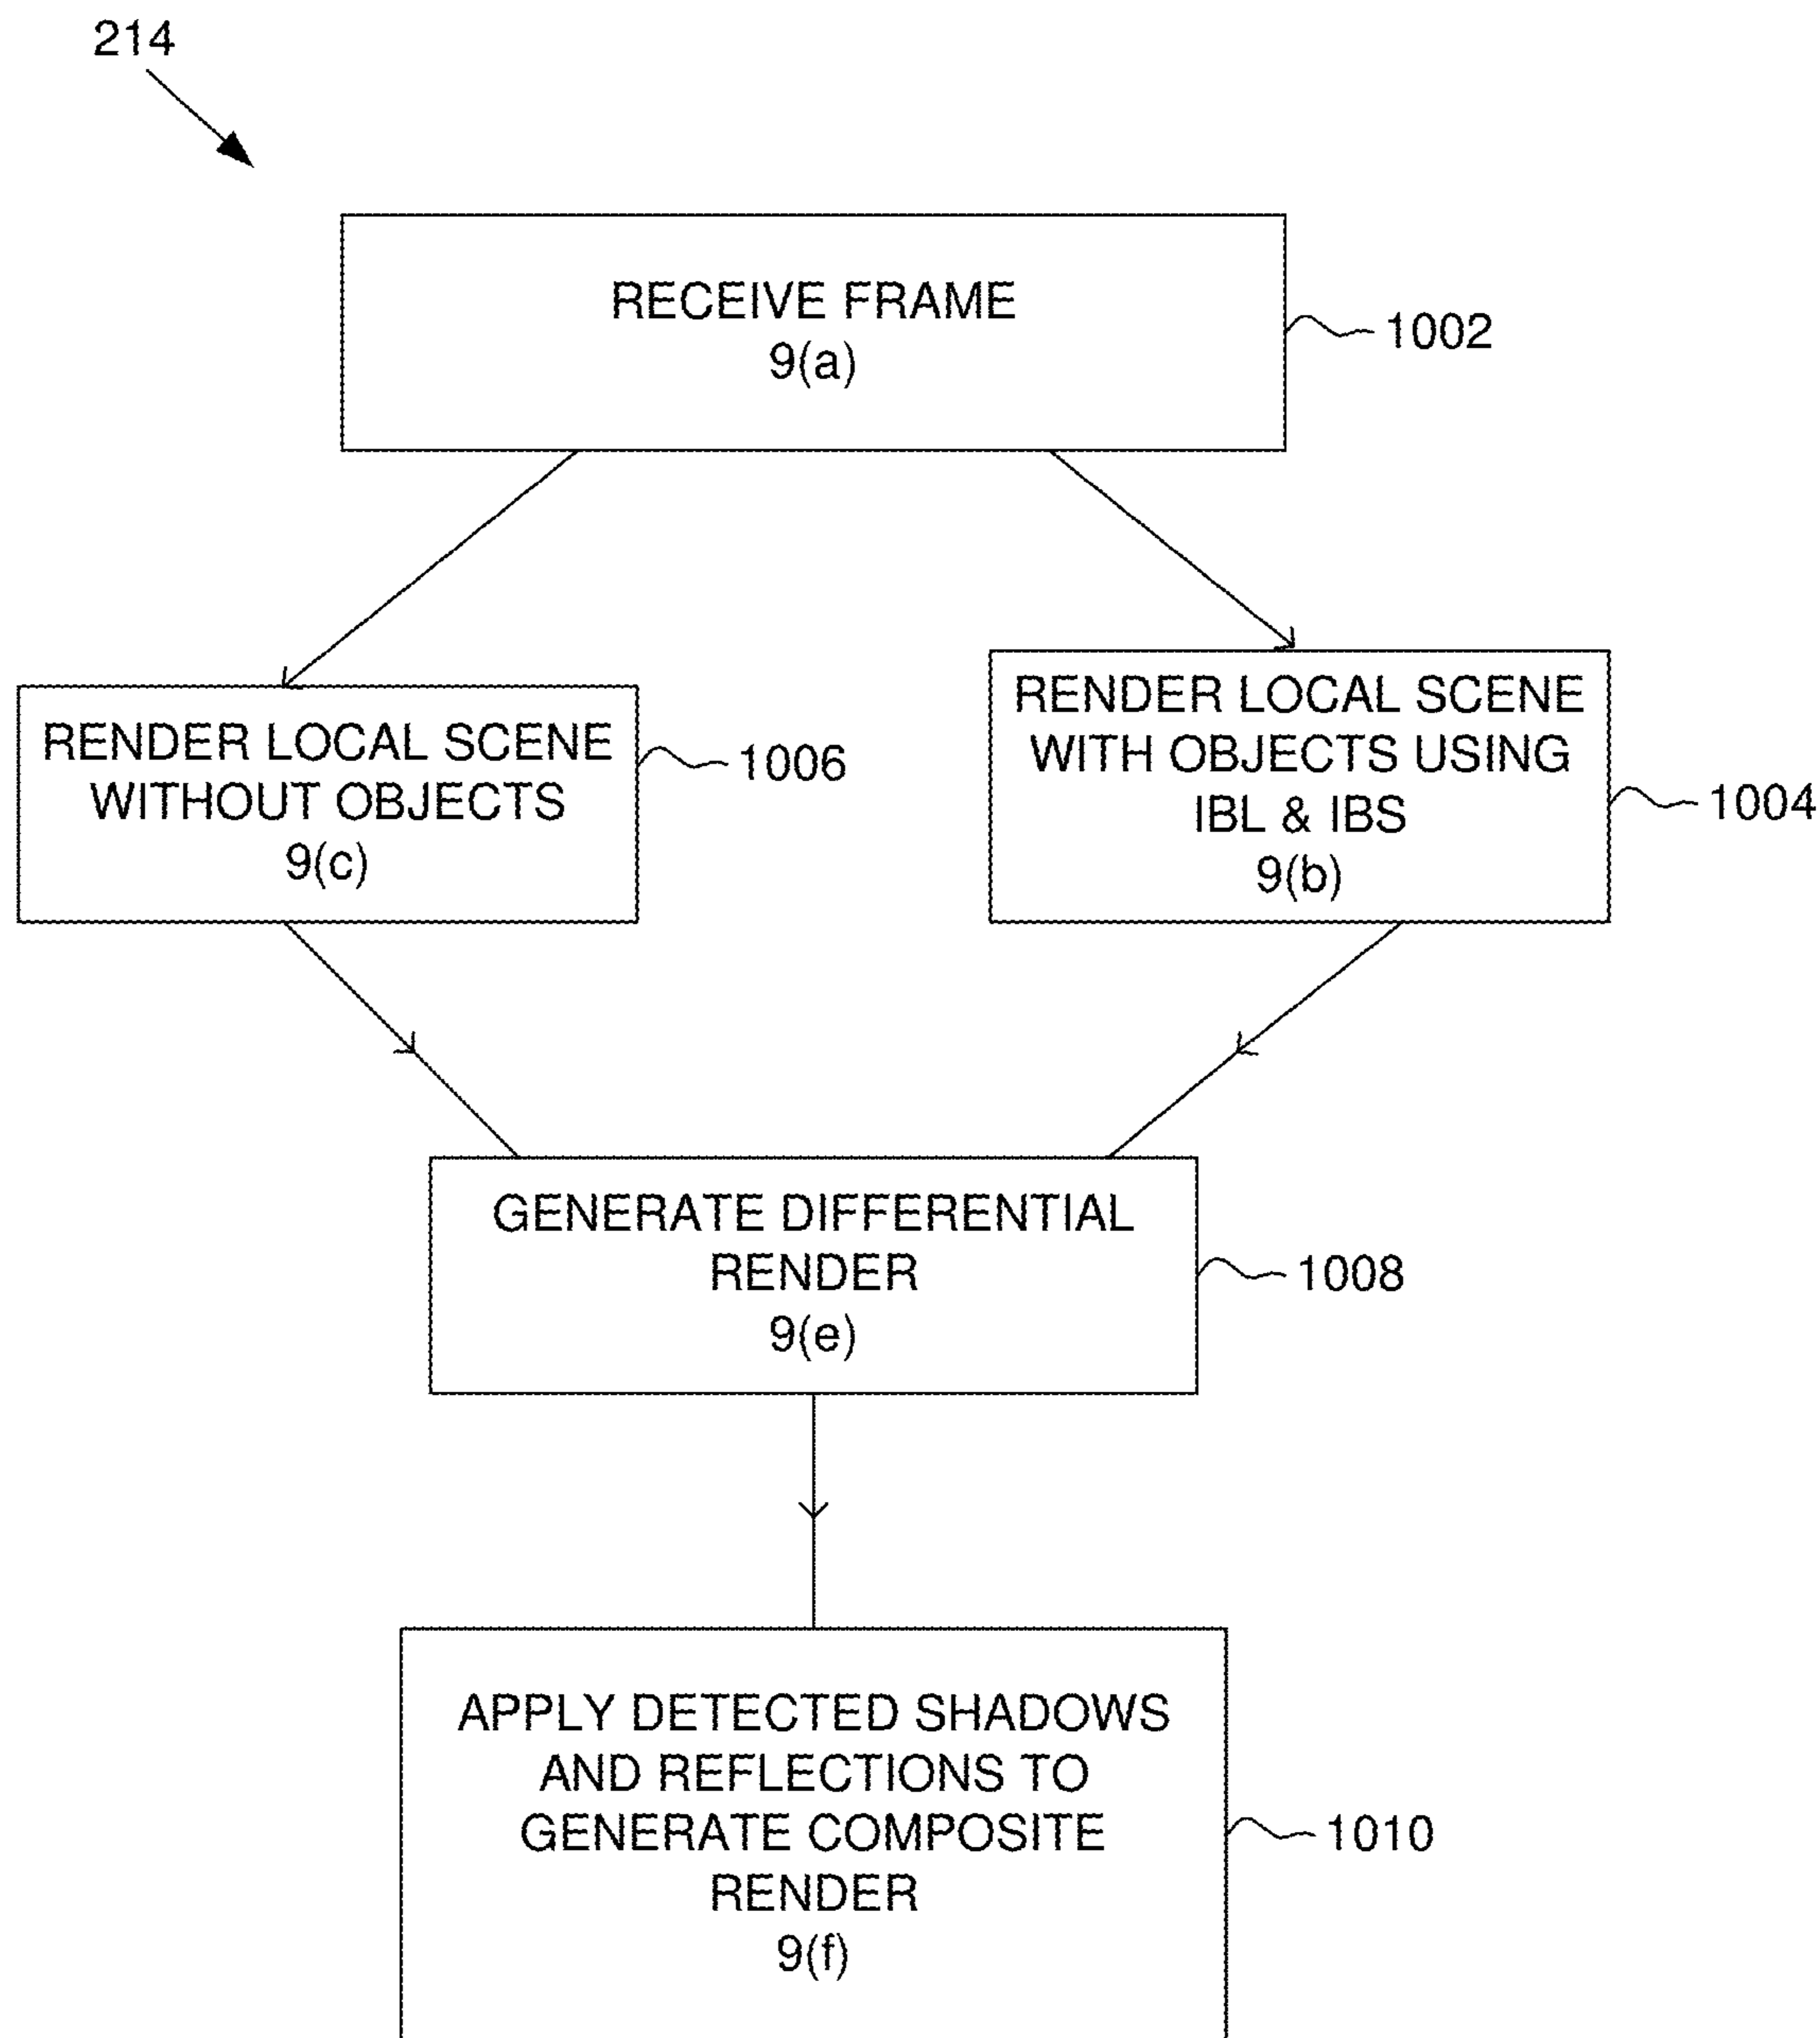 214
RECEIVE FRAME
9(a)
1002
RENDER LOCAL SCENE
WITHOUT OBJECTS
9(c)
1006
RENDER LOCAL SCENE
WITH OBJECTS USING
IBL & IBS
9(b)
1004
GENERATE DIFFERENTIAL
RENDER
9(e)
1008
APPLY DETECTED SHADOWS
AND REFLECTIONS TO
GENERATE COMPOSITE
RENDER
9(f)
1010